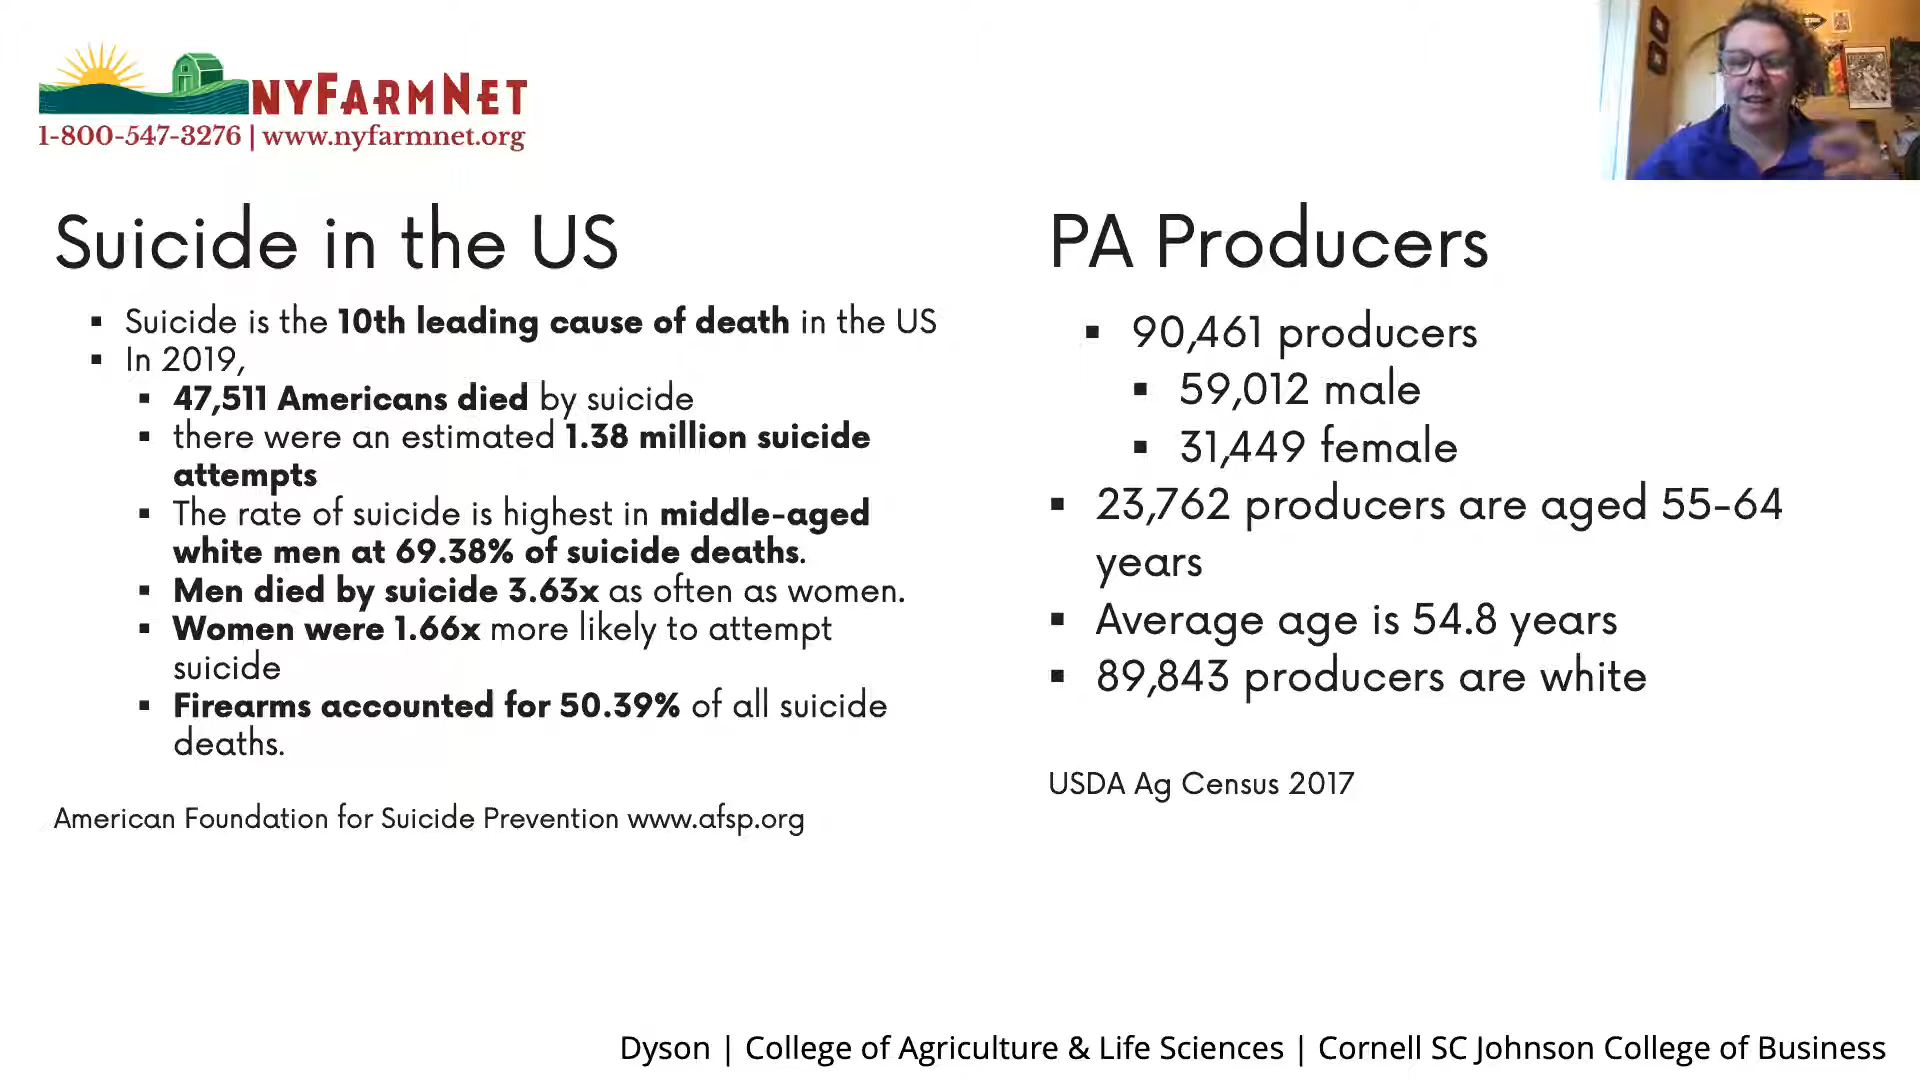 NYFARMNET
1-800-547-3276 | www.nyfarmnet.org
Suicide in the US
▪ Suicide is the 10th leading cause of death in the US
▪ In 2019,
▪ 47,511 Americans died by suicide
▪ there were an estimated 1.38 million suicide
attempts
▪ The rate of suicide is highest in middle-aged
white men at 69.38% of suicide deaths.
▪ Men died by suicide 3.63x as often as women.
▪ Women were 1.66x more likely to attempt
suicide
▪ Firearms accounted for 50.39% of all suicide
deaths.
American Foundation for Suicide Prevention www.afsp.org
PA Producers
▪ 90,461 producers
▪ 59,012 male
▪ 31,449 female
▪ 23,762 producers are aged 55-64
years
▪ Average age is 54.8 years
▪ 89,843 producers are white
USDA Ag Census 2017
Dyson | College of Agriculture & Life Sciences | Cornell SC Johnson College of Business